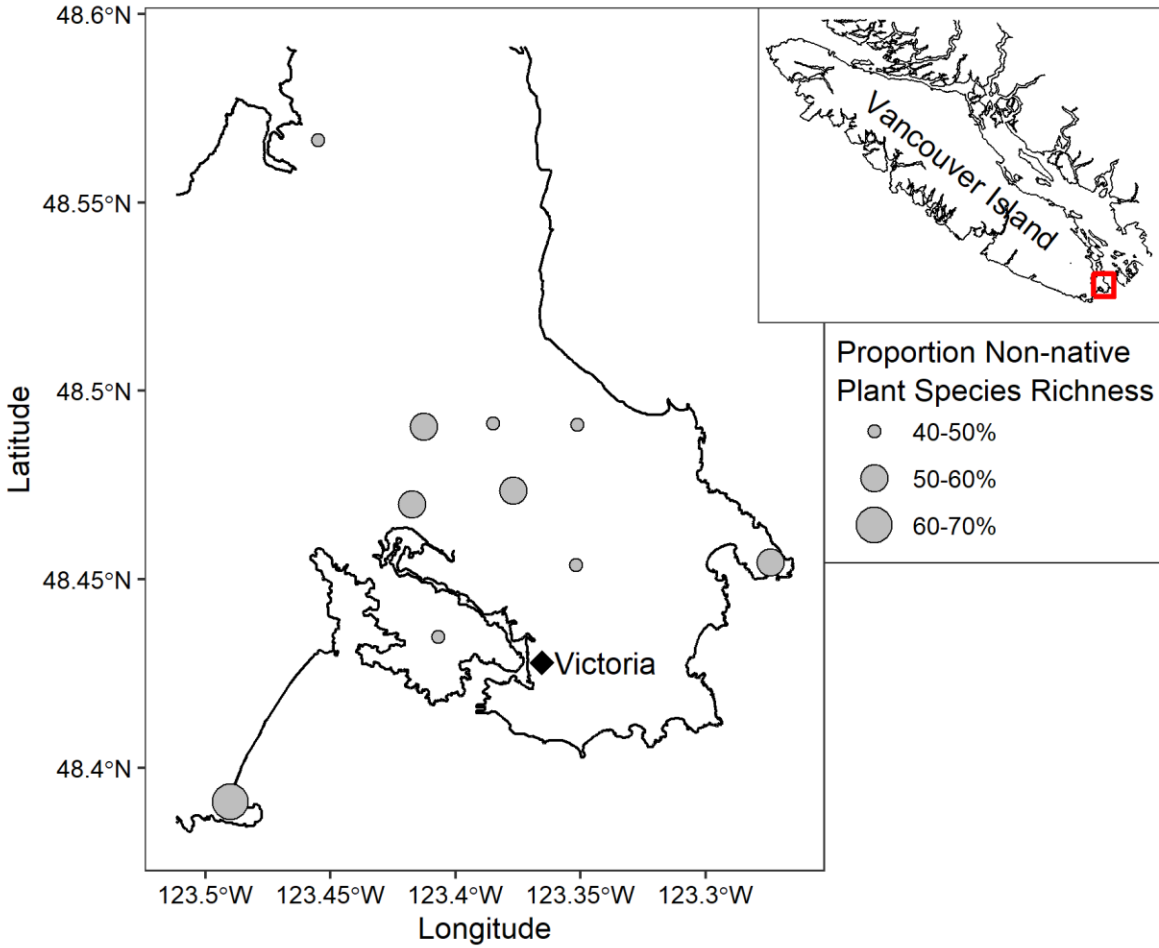 48.6°N
48.55°N
48.5°N
48.45°N
48.4°N
Latitude
123.5°W
123.45°W
123.4°W
123.35°W
123.3°W
Longitude
Victoria
Vancouver Island
Proportion Non-native
Plant Species Richness
40-50%
50-60%
60-70%